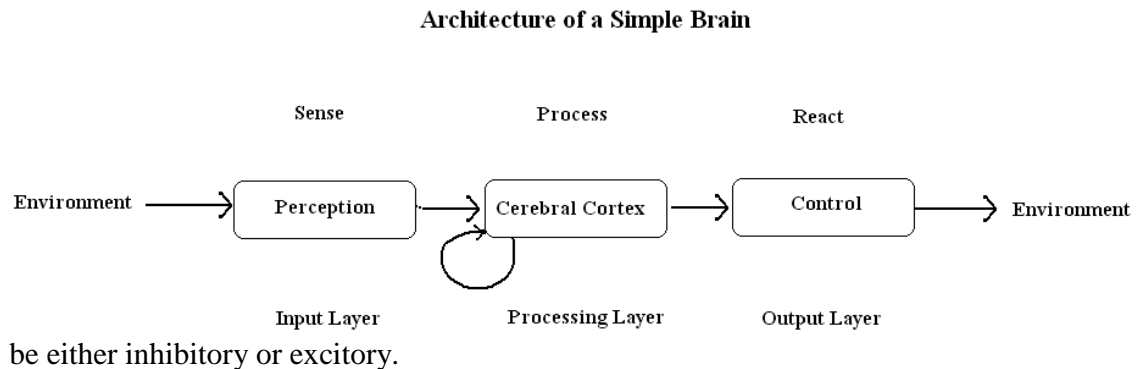 Architecture of a Simple Brain
Sense Process React
Environment Perception Cerebral Cortex Control Environment
Input Layer Processing Layer Output Layer
be either inhibitory or excitory.